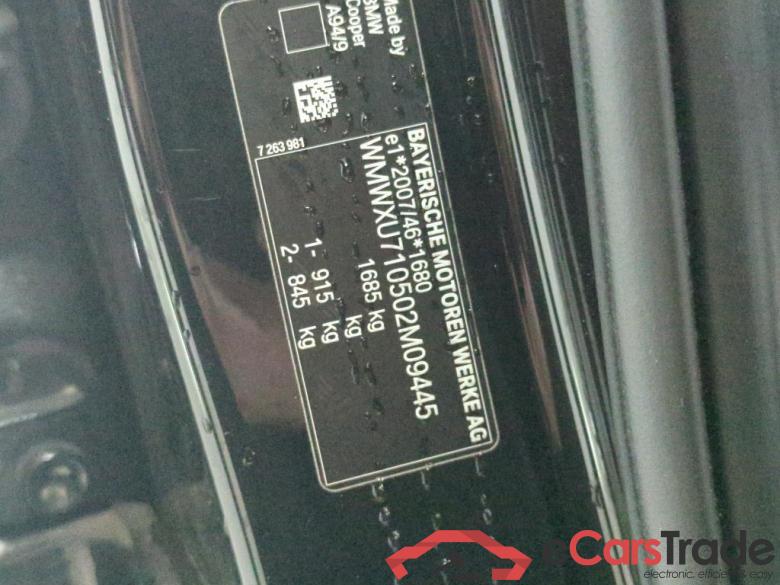 Made by
BMW
Cooper
A94/9
7 263 981
BAYERISCHE MOTOREN WERKE AG
e1*2007/46*1680
WMWXU710502M09445
1685 kg
kg
1- 915 kg
2- 845 kg
eCarsTrade
electronic, efficient & easy